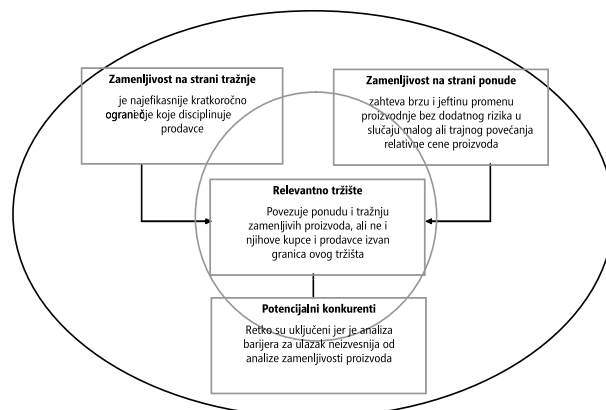 Zamenljivost na strani tražnje
je najefikasnije kratkoročno
ograničenje koje disciplinuje
prodavce
Zamenljivost na strani ponude
zahteva brzu i jeftinu promenu
proizvodnje bez dodatnog rizika u
slučaju malog ali trajnog povećanja
relativne cene proizvoda
Relevantno tržište
Povezuje ponudu i tražnju
zamenljivih proizvoda, ali ne i
njihove kupce i prodavce izvan
granica ovog tržišta
Potencijalni konkurenti
Retko su uključeni jer je analiza
barijera za ulazak neizvesnija od
analize zamenljivosti proizvoda